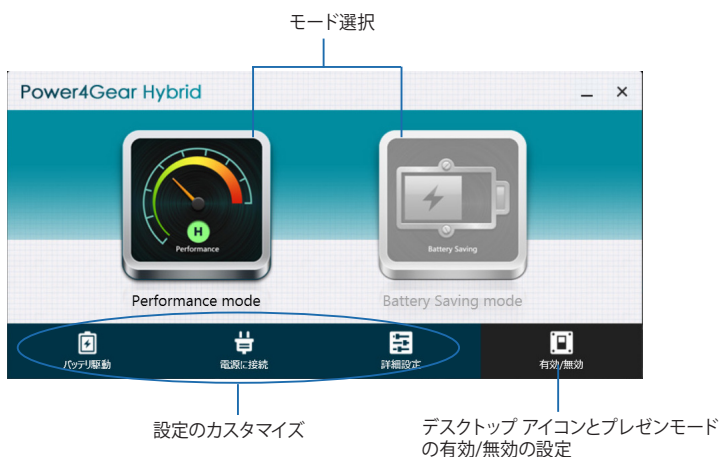 モード選択
Power4Gear Hybrid
H
Performance
Battery Saving
Performance mode
Battery Saving mode
バッテリ駆動
電源に接続
詳細設定
有効/無効
設定のカスタマイズ
デスクトップ アイコンとプレゼンモード
の有効/無効の設定